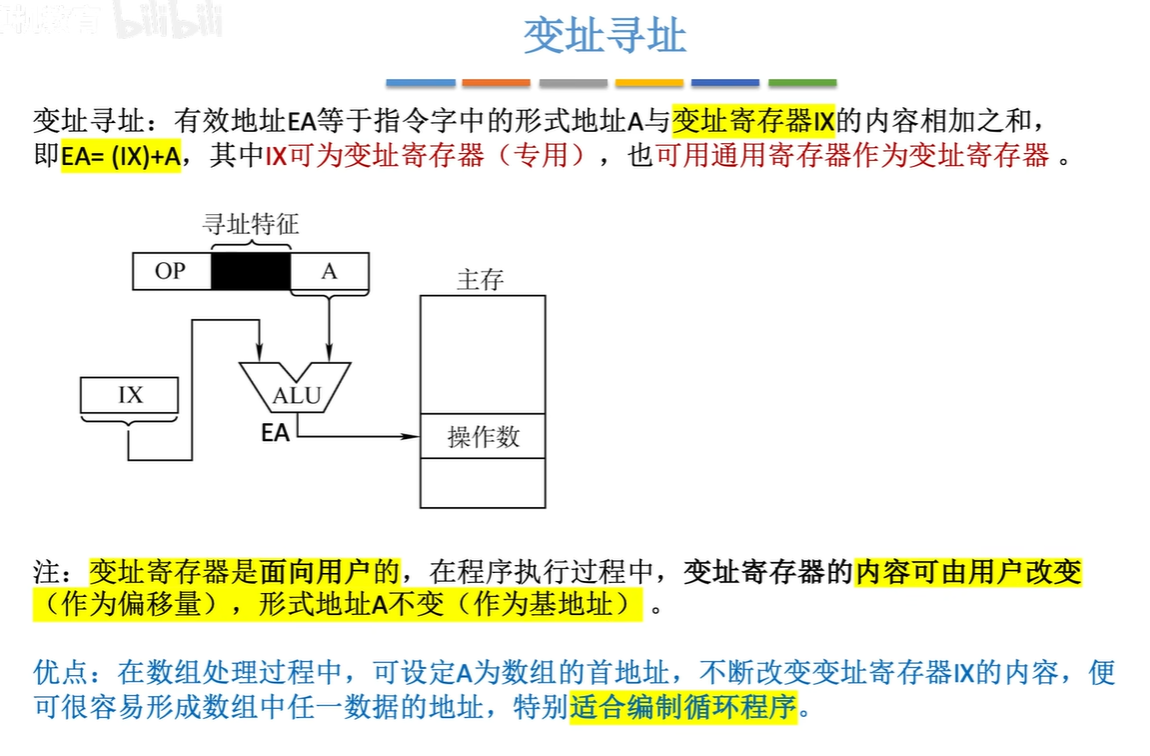 bilibili
变址寻址
变址寻址：有效地址EA等于指令字中的形式地址A与变址寄存器IX的内容相加之和，
即EA= (IX)+A，其中IX可为变址寄存器（专用），也可用通用寄存器作为变址寄存器 。
寻址特征
OP
A
主存
IX
ALU
EA
操作数
注：变址寄存器是面向用户的，在程序执行过程中，变址寄存器的内容可由用户改变
（作为偏移量），形式地址A不变（作为基地址） 。
优点：在数组处理过程中，可设定A为数组的首地址，不断改变变址寄存器IX的内容，便
可很容易形成数组中任一数据的地址，特别适合编制循环程序。